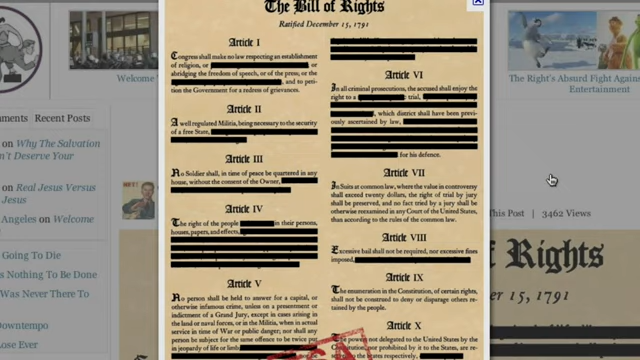 The Bill of Rights
Ratified December 15, 1791
Article I
Congress shall make no law respecting an establishment
of religion, or
abridging the freedom of speech, or of the press; or the
, and to peti-
tion the Government for a redress of grievances.
Article II
A well regulated Militia, being necessary to the security
of a free State,
Article III
No Soldier shall, in time of peace be quartered in any
house, without the consent of the Owner,
Article IV
The right of the people in their persons,
houses, papers, and effects,
Article V
No person shall be held to answer for a capital, or
otherwise infamous crime, unless on a presentment or
indictment of a Grand Jury, except in cases arising in
the land or naval forces, or in the Militia, when in actual
service in time of War or public danger; nor shall any
person be subject for the same offence to be twice put
in jeopardy of life or limb
Article VI
In all criminal prosecutions, the accused shall enjoy the
right to a trial,
, which district shall have been previ-
ously ascertained by law,
for his defence.
Article VII
In Suits at common law, where the value in controversy
shall exceed twenty dollars, the right of trial by jury
shall be preserved, and no fact tried by a jury shall be
otherwise reexamined in any Court of the United States,
than according to the rules of the common law.
Article VIII
Excessive bail shall not be required, nor excessive fines
imposed,
Article IX
The enumeration in the Constitution, of certain rights,
shall not be construed to deny or disparage others re-
tained by the people.
Article X
The powers not delegated to the United States by the
Constitution, nor prohibited by it to the States, are re-
to the States respectively,
Welcome
The Right's Absurd Fight Against
Entertainment
mments Recent Posts
on Why The Salvation
n't Deserve Your
on Real Jesus Versus
Jesus
Angeles on Welcome
Going To Die
s Nothing To Be Done
Was Never There To
Downtempo
Lose Ever
This Post | 3462 Views
of Rights
er 15, 1791